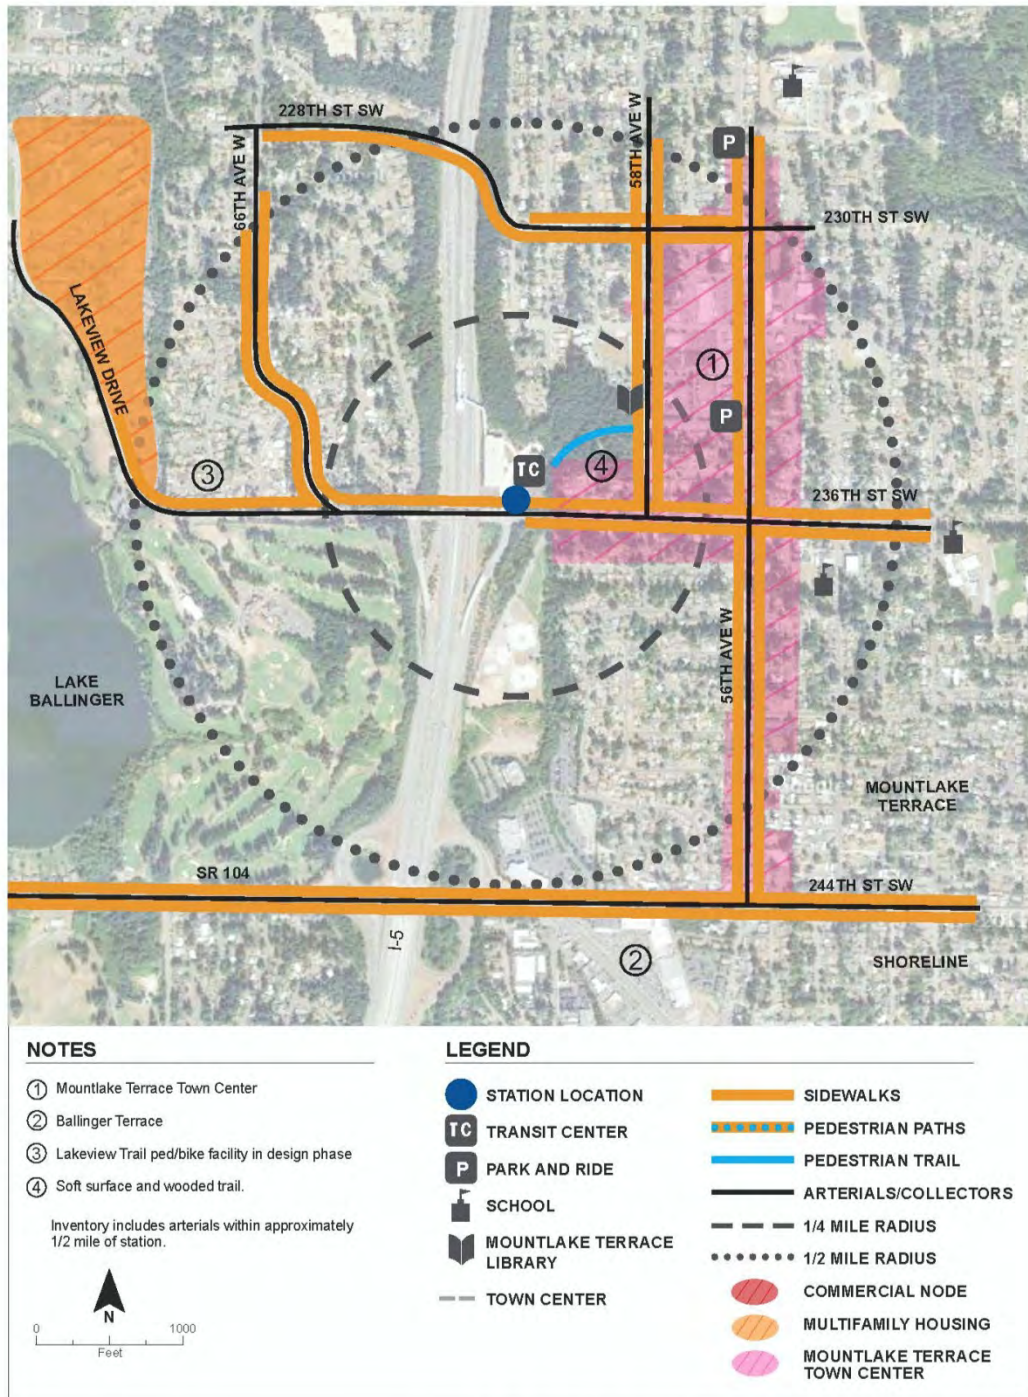 228TH ST SW
66TH AVE W
58TH AVE W
P
230TH ST SW
LAKEVIEW DRIVE
1
P
3
TC
4
236TH ST SW
56TH AVE W
LAKE
BALLINGER
MOUNTLAKE
TERRACE
SR 104
244TH ST SW
I-5
2
SHORELINE
NOTES
1 Mountlake Terrace Town Center
2 Ballinger Terrace
3 Lakeview Trail ped/bike facility in design phase
4 Soft surface and wooded trail.
Inventory includes arterials within approximately
1/2 mile of station.
N
0 1000
Feet
LEGEND
STATION LOCATION
TC TRANSIT CENTER
P PARK AND RIDE
SCHOOL
MOUNTLAKE TERRACE
LIBRARY
TOWN CENTER
SIDEWALKS
PEDESTRIAN PATHS
PEDESTRIAN TRAIL
ARTERIALS/COLLECTORS
1/4 MILE RADIUS
1/2 MILE RADIUS
COMMERCIAL NODE
MULTIFAMILY HOUSING
MOUNTLAKE TERRACE
TOWN CENTER